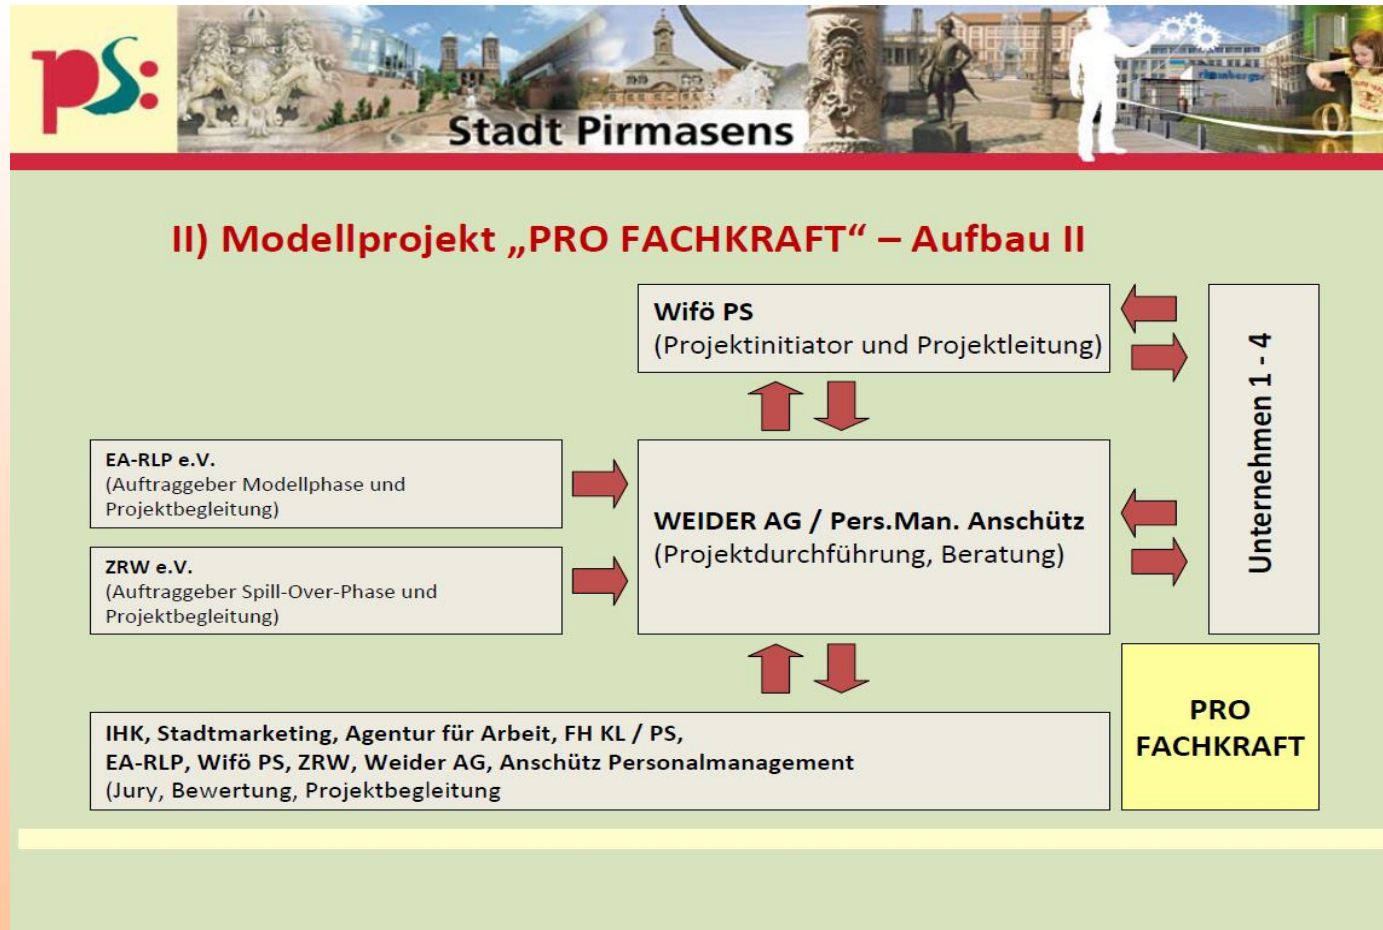 ps:
Stadt Pirmasens
II) Modellprojekt „PRO FACHKRAFT“ – Aufbau II
Wifö PS
(Projektinitiator und Projektleitung)
Unternehmen 1 - 4
EA-RLP e.V.
(Auftraggeber Modellphase und
Projektbegleitung)
WEIDER AG / Pers.Man. Anschütz
(Projektdurchführung, Beratung)
ZRW e.V.
(Auftraggeber Spill-Over-Phase und
Projektbegleitung)
PRO
FACHKRAFT
IHK, Stadtmarketing, Agentur für Arbeit, FH KL / PS,
EA-RLP, Wifö PS, ZRW, Weider AG, Anschütz Personalmanagement
(Jury, Bewertung, Projektbegleitung